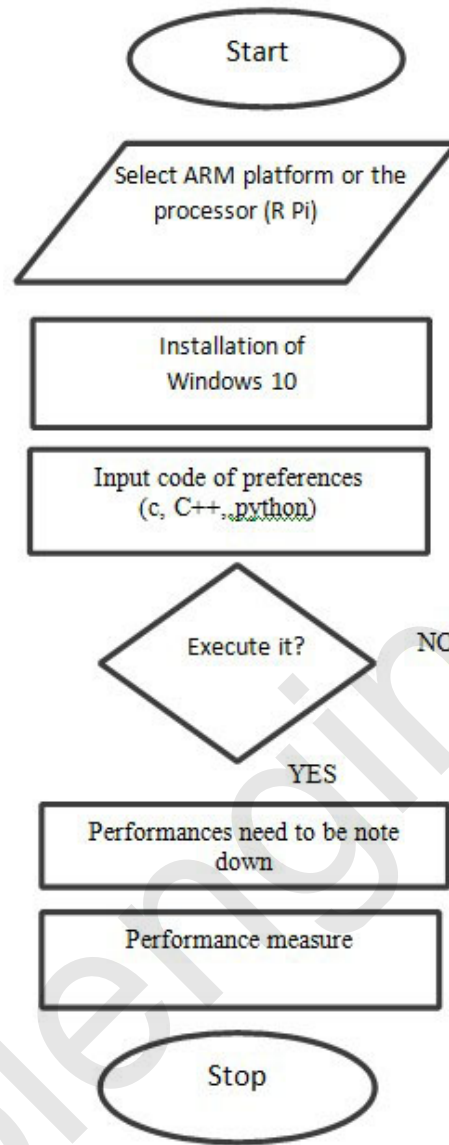 Start
Select ARM platform or the
processor (R Pi)
Installation of
Windows 10
Input code of preferences
(c, C++, python)
Execute it?
NO
YES
Performances need to be note
down
Performance measure
Stop